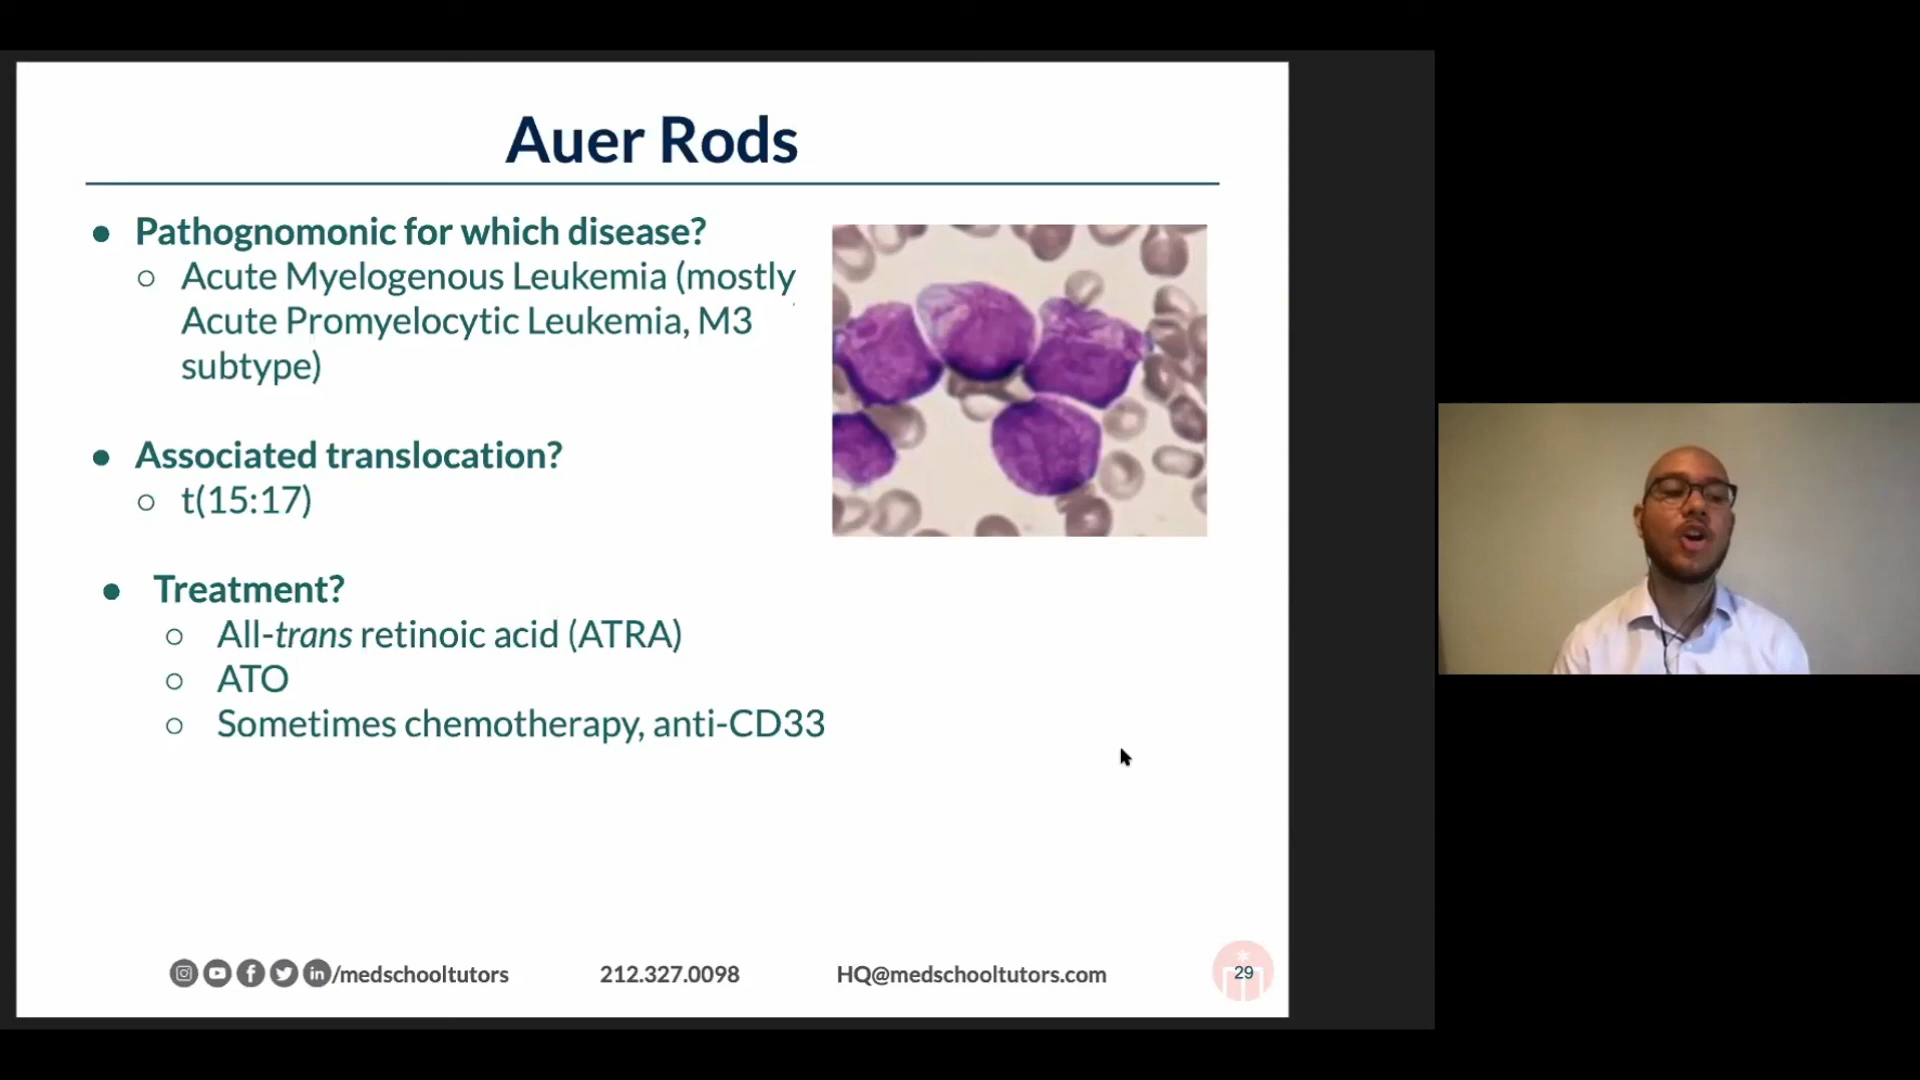 Auer Rods
Pathognomonic for which disease?
Acute Myelogenous Leukemia (mostly
Acute Promyelocytic Leukemia, M3
subtype)
Associated translocation?
t(15:17)
Treatment?
All-trans retinoic acid (ATRA)
ATO
Sometimes chemotherapy, anti-CD33
/medschooltutors 212.327.0098 HQ@medschooltutors.com 29